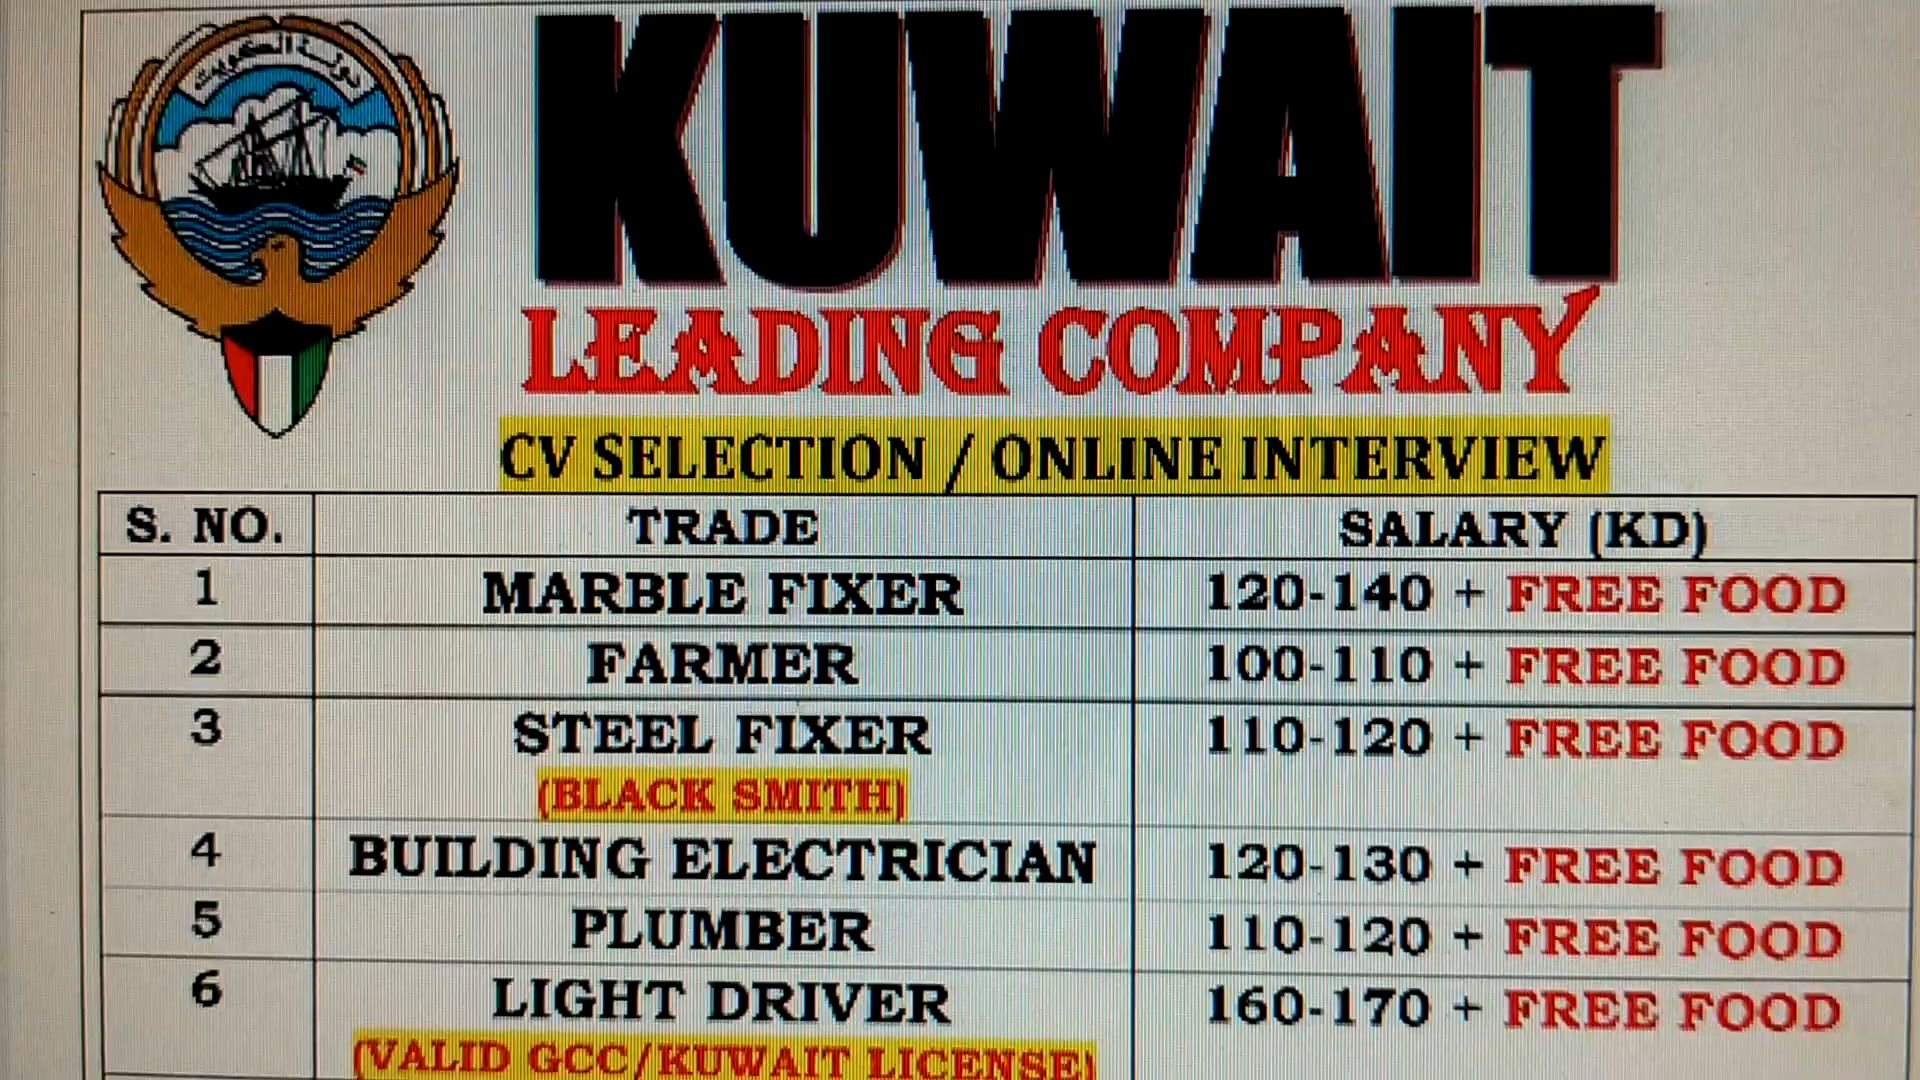 دولة الكويت
KUWAIT
LEADING COMPANY
CV SELECTION / ONLINE INTERVIEW
S. NO. TRADE SALARY (KD)
1 MARBLE FIXER 120-140 + FREE FOOD
2 FARMER 100-110 + FREE FOOD
3 STEEL FIXER 110-120 + FREE FOOD
(BLACK SMITH)
4 BUILDING ELECTRICIAN 120-130 + FREE FOOD
5 PLUMBER 110-120 + FREE FOOD
6 LIGHT DRIVER 160-170 + FREE FOOD
(VALID GCC/KUWAIT LICENSE)